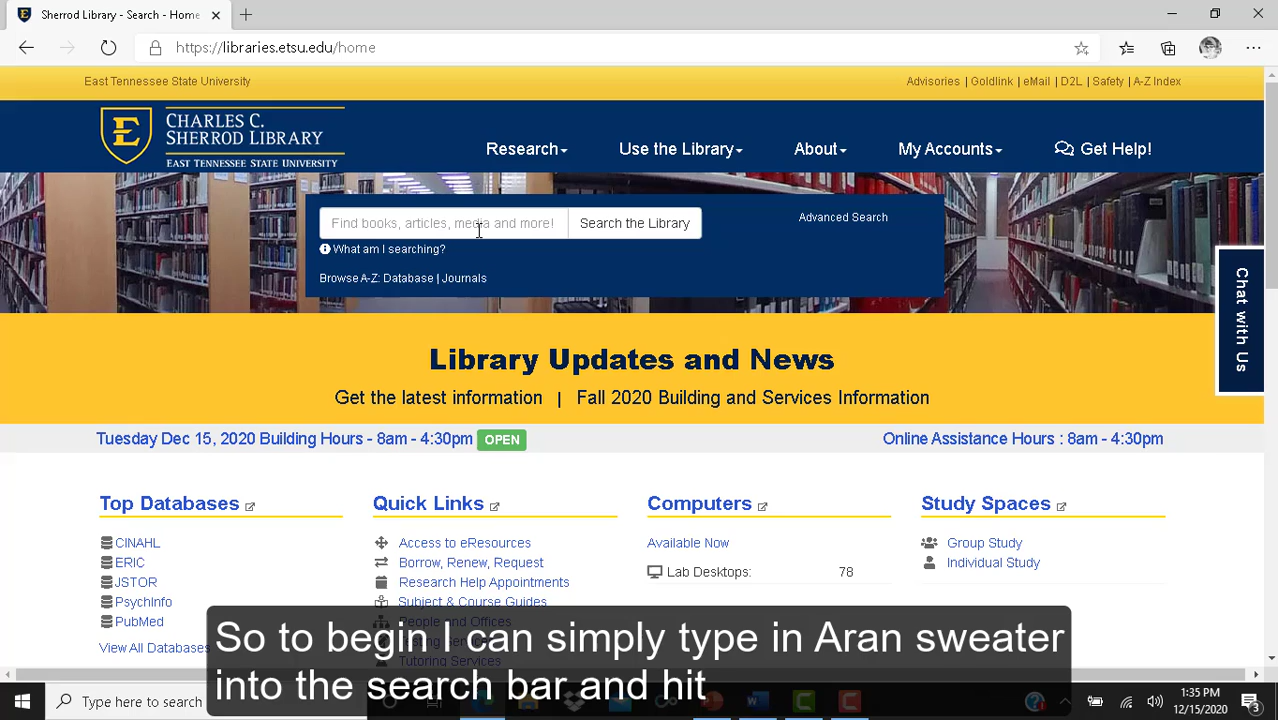 Sherrod Library - Search - Home
https://libraries.etsu.edu/home
East Tennessee State University
Advisories | Goldlink | eMail | D2L | Safety | A-Z Index
CHARLES C.
SHERROD LIBRARY
EAST TENNESSEE STATE UNIVERSITY
Research
Use the Library
About
My Accounts
Get Help!
Find books, articles, media and more!
Search the Library
Advanced Search
What am I searching?
Browse A-Z: Database | Journals
Chat with Us
Library Updates and News
Get the latest information | Fall 2020 Building and Services Information
Tuesday Dec 15, 2020 Building Hours - 8am - 4:30pm OPEN
Online Assistance Hours : 8am - 4:30pm
Top Databases
CINAHL
ERIC
JSTOR
PsychInfo
PubMed
View All Databases
Quick Links
Access to eResources
Borrow, Renew, Request
Research Help Appointments
Subject & Course Guides
People and Offices
Tutoring Services
Computers
Available Now
Lab Desktops: 78
Study Spaces
Group Study
Individual Study
So to begin I can simply type in Aran sweater
into the search bar and hit
Type here to
1:35 PM
12/15/2020
3